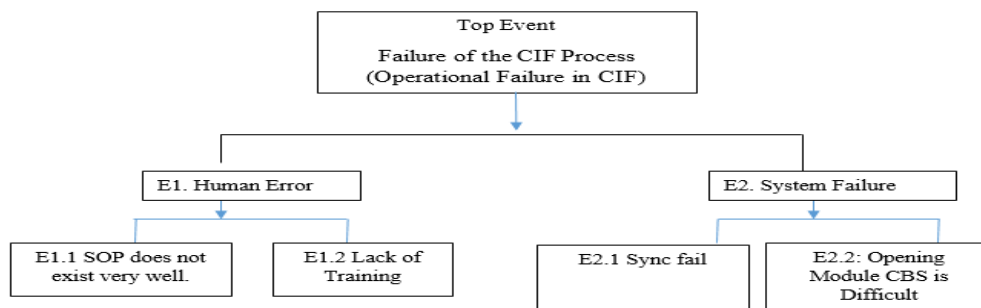 Top Event
Failure of the CIF Process
(Operational Failure in CIF)
E1. Human Error
E2. System Failure
E1.1 SOP does not
exist very well.
E1.2 Lack of
Training
E2.1 Sync fail
E2.2: Opening
Module CBS is
Difficult